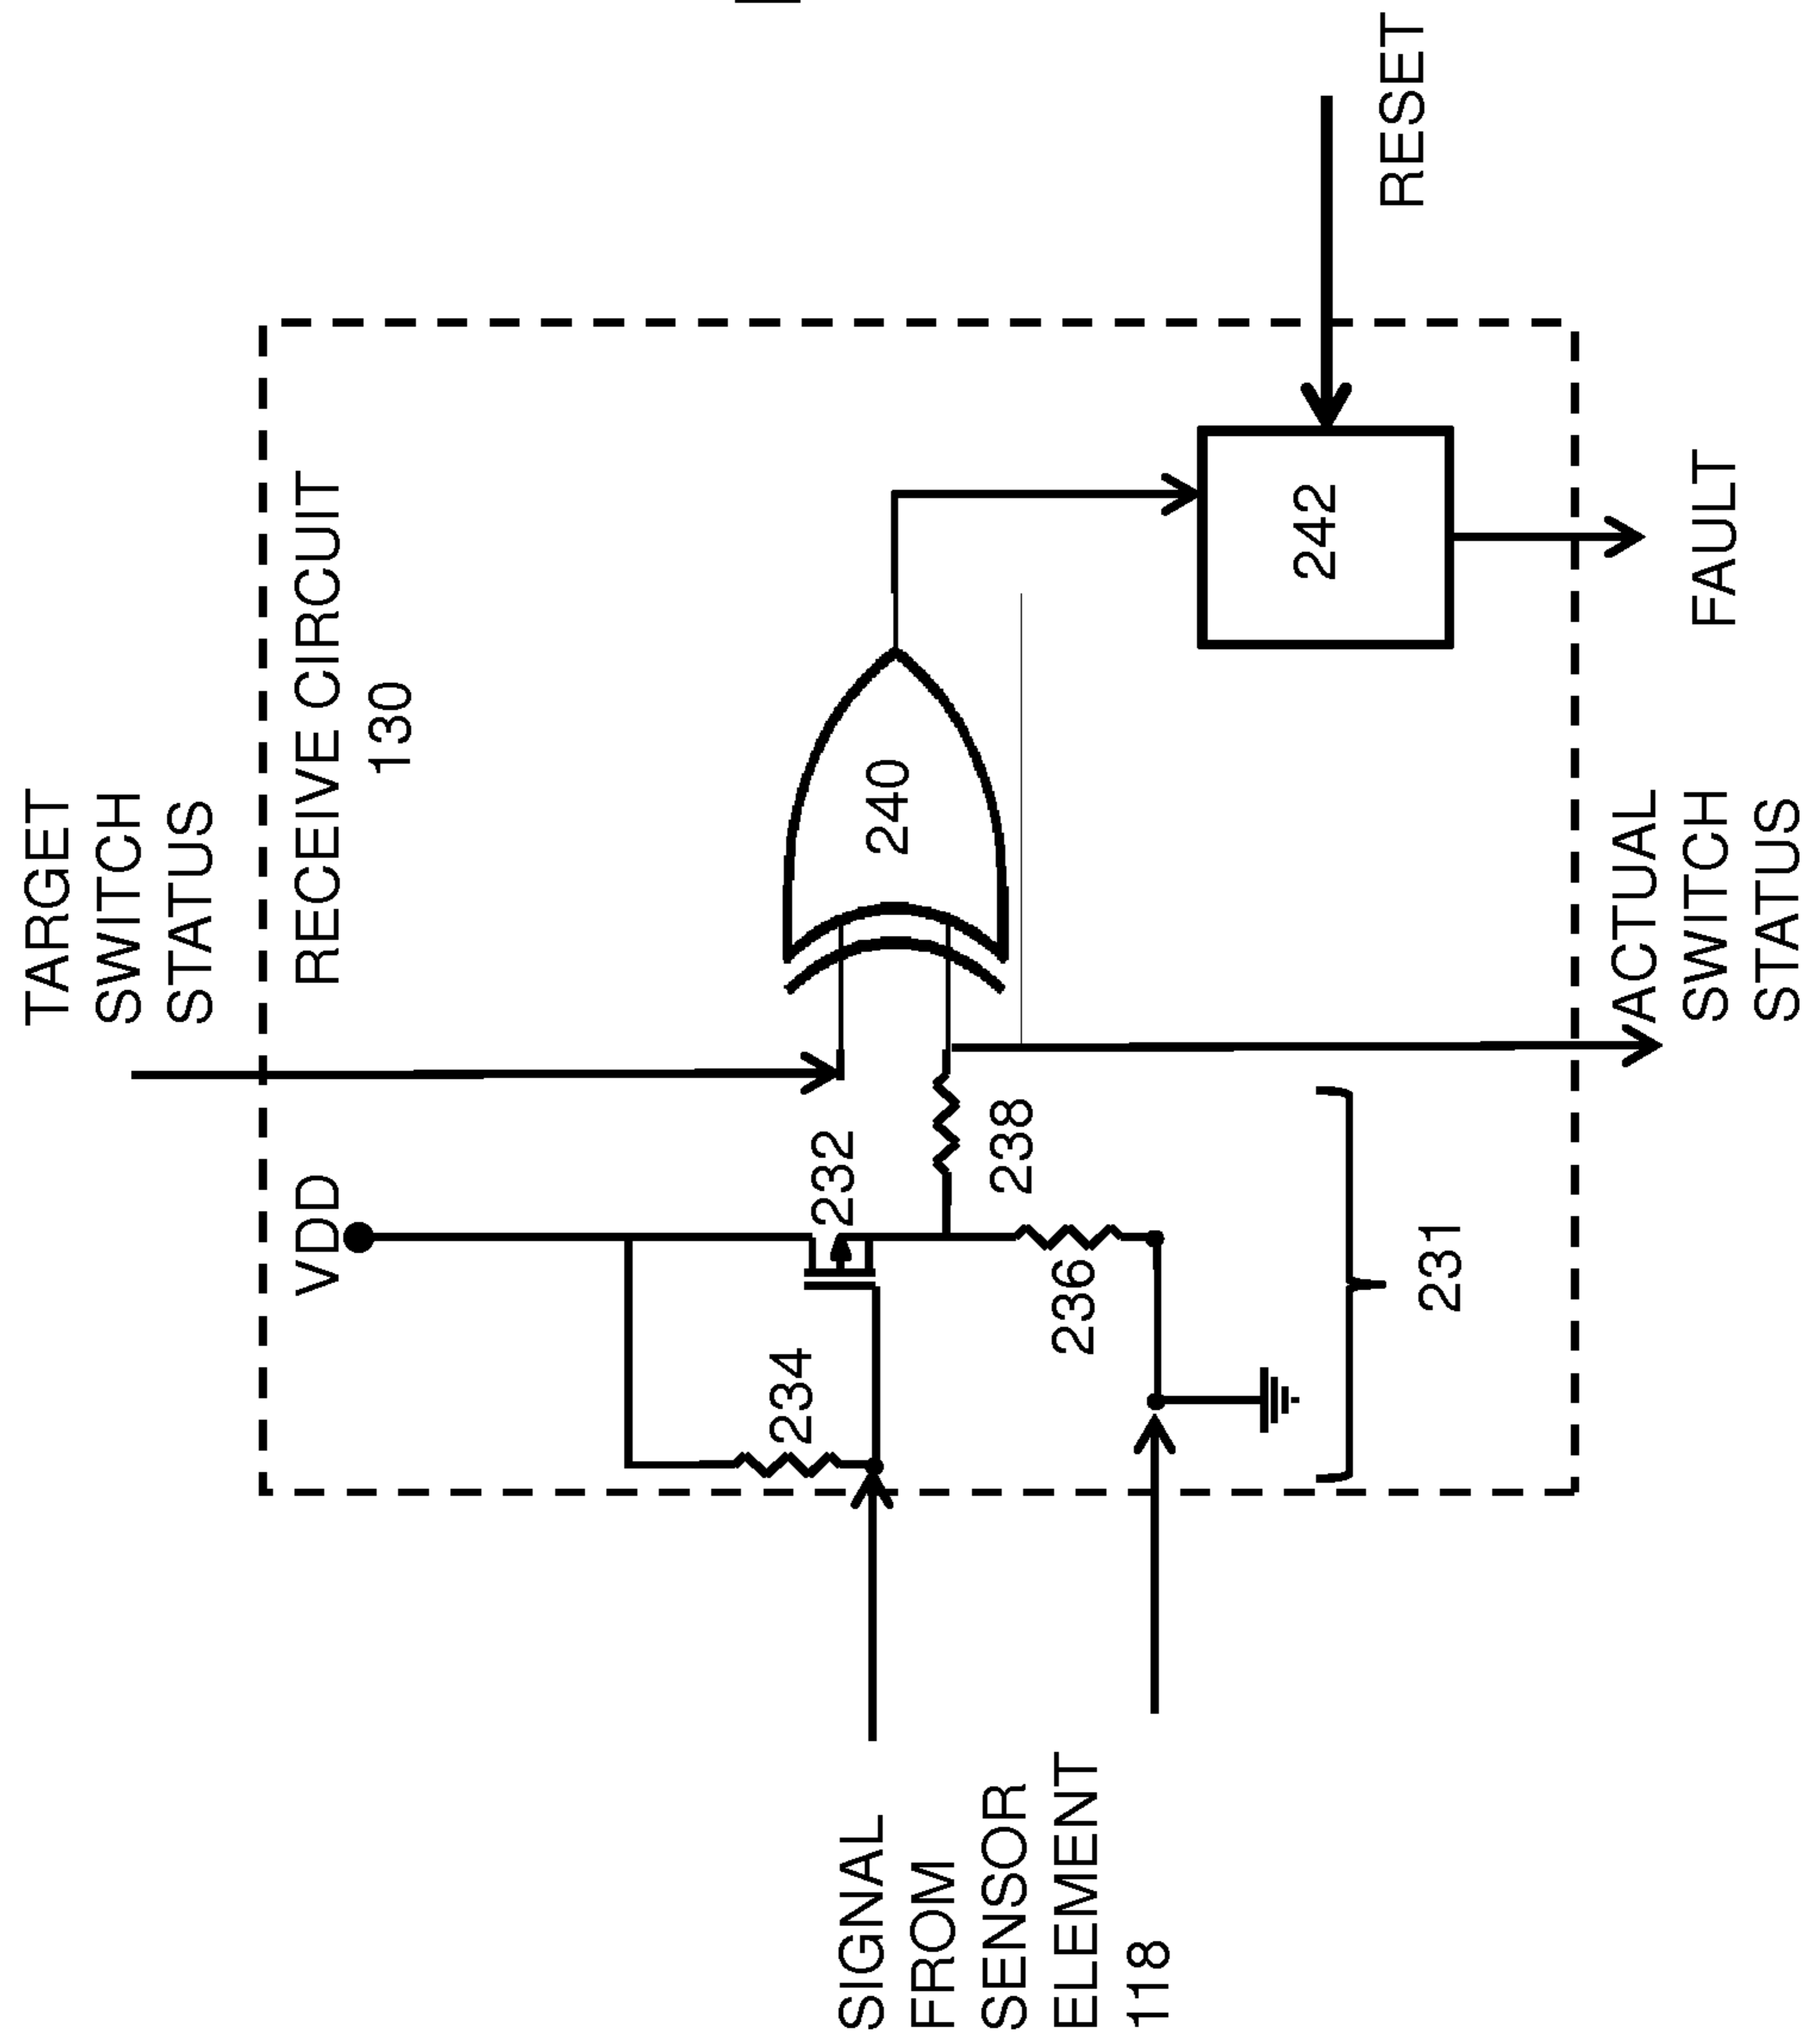 TARGET
SWITCH
STATUS
VDD
RECEIVE CIRCUIT
130
SIGNAL
FROM
SENSOR
ELEMENT
118
234
232
236
238
240
231
242
RESET
ACTUAL
SWITCH
STATUS
FAULT